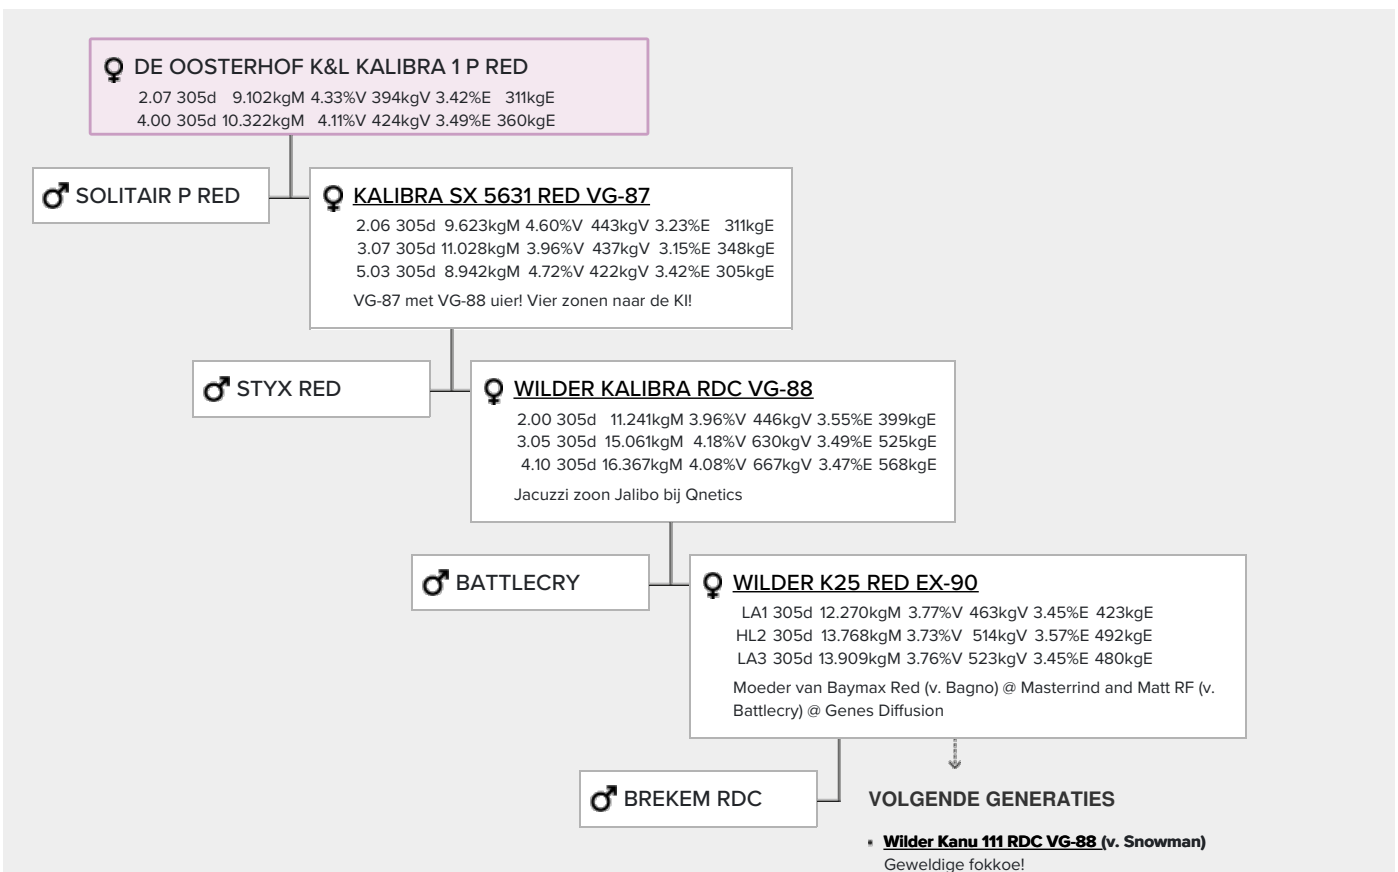 DE OOSTERHOF K&L KALIBRA 1 P RED
2.07 305d 9.102kgM 4.33%V 394kgV 3.42%E 311kgE
4.00 305d 10.322kgM 4.11%V 424kgV 3.49%E 360kgE
SOLITAIR P RED
KALIBRA SX 5631 RED VG-87
2.06 305d 9.623kgM 4.60%V 443kgV 3.23%E 311kgE
3.07 305d 11.028kgM 3.96%V 437kgV 3.15%E 348kgE
5.03 305d 8.942kgM 4.72%V 422kgV 3.42%E 305kgE
VG-87 met VG-88 uier! Vier zonen naar de KI!
STYX RED
WILDER KALIBRA RDC VG-88
2.00 305d 11.241kgM 3.96%V 446kgV 3.55%E 399kgE
3.05 305d 15.061kgM 4.18%V 630kgV 3.49%E 525kgE
4.10 305d 16.367kgM 4.08%V 667kgV 3.47%E 568kgE
Jacuzzi zoon Jalibo bij Qnetics
BATTLECRY
WILDER K25 RED EX-90
LA1 305d 12.270kgM 3.77%V 463kgV 3.45%E 423kgE
HL2 305d 13.768kgM 3.73%V 514kgV 3.57%E 492kgE
LA3 305d 13.909kgM 3.76%V 523kgV 3.45%E 480kgE
Moeder van Baymax Red (v. Bagno) @ Masterrind and Matt RF (v.
Battlecry) @ Genes Diffusion
BREKEM RDC
VOLGENDE GENERATIES
▪ Wilder Kanu 111 RDC VG-88 (v. Snowman)
Geweldige fokkoe!